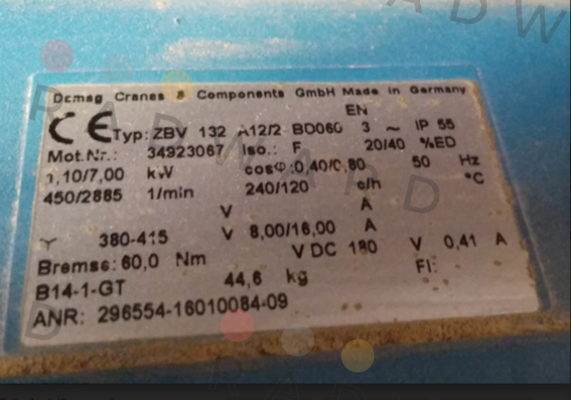 Demag Cranes & Components GmbH Made in Germany
EN
CE Typ: ZBV 132 A12/2 BD060 3 ~ IP 55
Mot.Nr.: 34923067 Iso.: F 20/40 %ED
1,10/7,00 kW cosφ:0,40/0,80 50 Hz
450/2885 1/min 240/120 c/h °C
V A
Y 380-415 V 8,00/16,00 A
Bremse: 60,0 Nm V DC 180 V 0,41 A
B14-1-GT 44,6 kg FI:
ANR: 296554-16010084-09
RADWARD